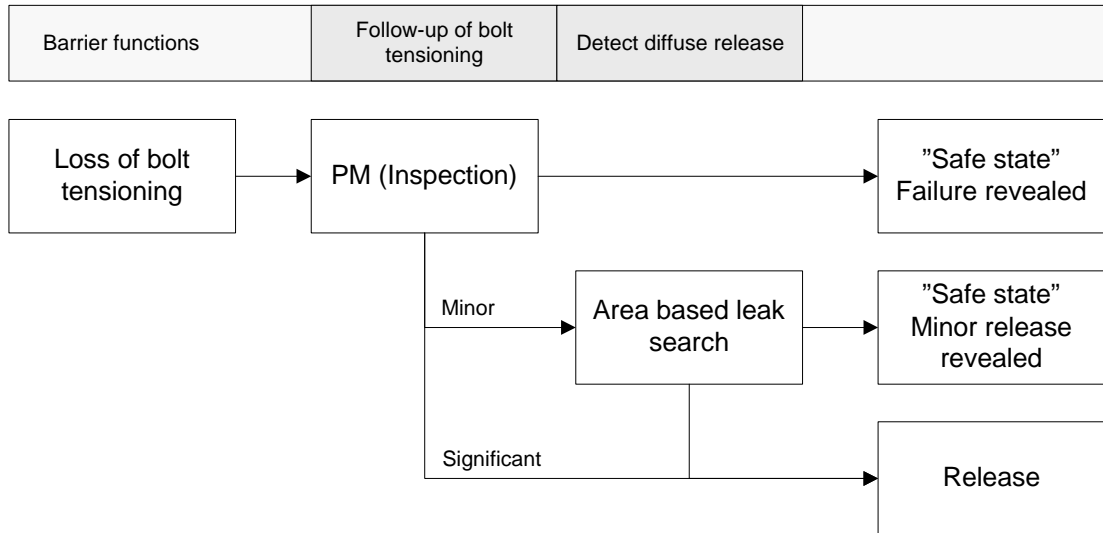 Barrier functions
Follow-up of bolt
tensioning
Detect diffuse release
Loss of bolt
tensioning
PM (Inspection)
”Safe state”
Failure revealed
Minor
Area based leak
search
”Safe state”
Minor release
revealed
Significant
Release